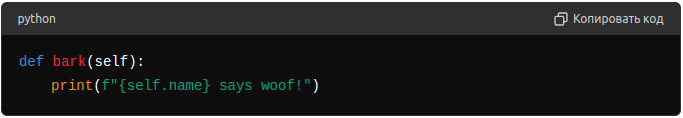 python Копировать код
def bark(self):
    print(f"{self.name} says woof!")